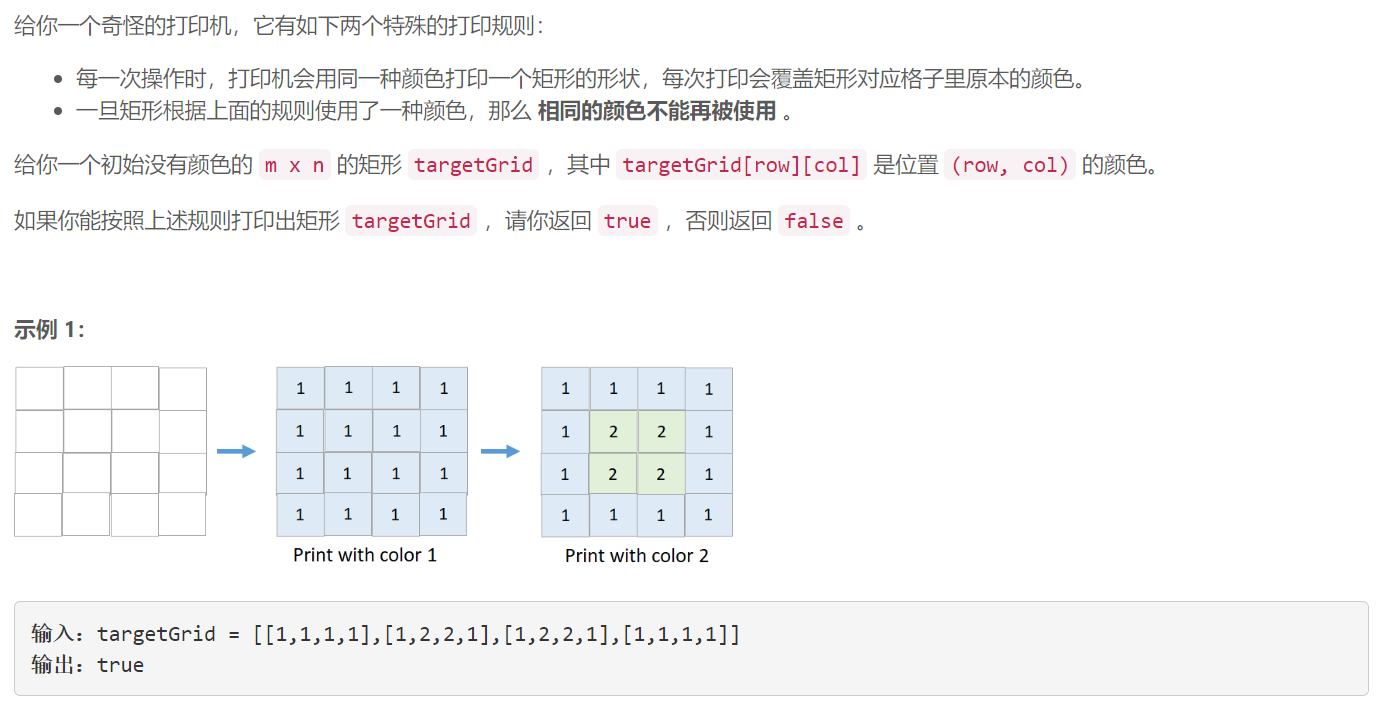 给你一个奇怪的打印机，它有如下两个特殊的打印规则：
• 每一次操作时，打印机会用同一种颜色打印一个矩形的形状，每次打印会覆盖矩形对应格子里原本的颜色。
• 一旦矩形根据上面的规则使用了一种颜色，那么 相同的颜色不能再被使用 。
给你一个初始没有颜色的 m x n 的矩形 targetGrid ，其中 targetGrid[row][col] 是位置 (row, col) 的颜色。
如果你能按照上述规则打印出矩形 targetGrid ，请你返回 true ，否则返回 false 。
示例 1：
1 1 1 1
1 1 1 1
1 1 1 1
1 1 1 1
Print with color 1
1 1 1 1
1 2 2 1
1 2 2 1
1 1 1 1
Print with color 2
输入：targetGrid = [[1,1,1,1],[1,2,2,1],[1,2,2,1],[1,1,1,1]]
输出：true